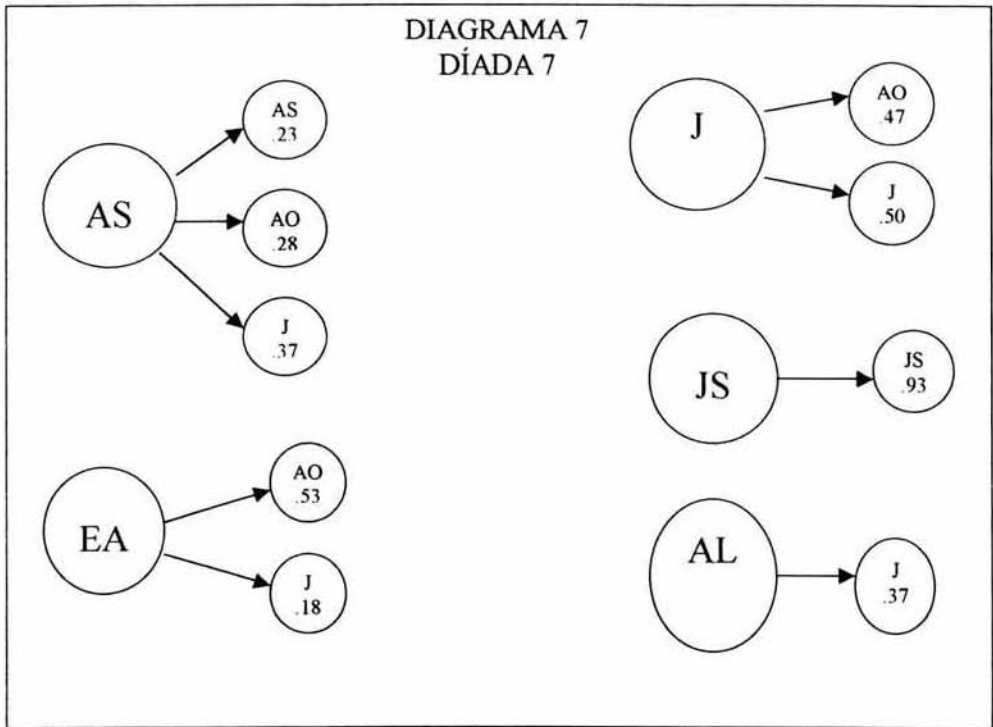 DIAGRAMA 7
DÍADA 7
AS
AS
.23
AO
.28
J
.37
EA
AO
.53
J
.18
J
AO
.47
J
.50
JS
JS
.93
AL
J
.37